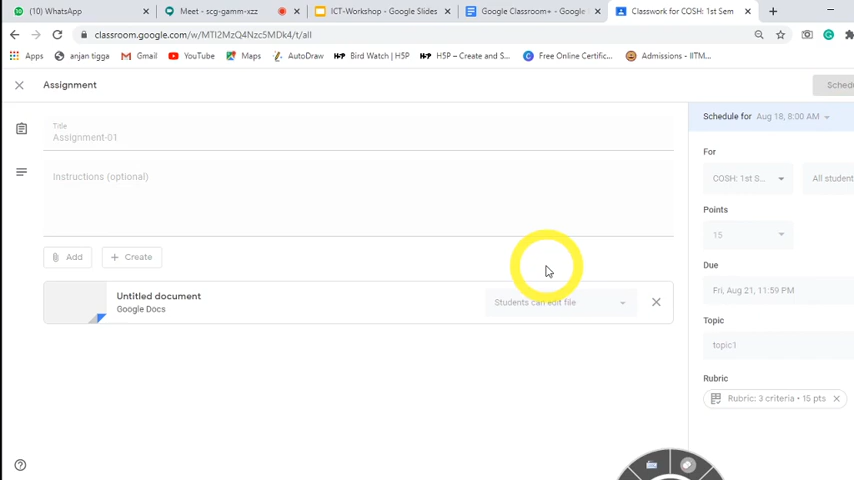 (10) WhatsApp
Meet - scg-gamm-xzz
ICT-Workshop - Google Slides
Google Classroom+ - Google
Classwork for COSH: 1st Sem
classroom.google.com/w/MTI2MzQ4Nzc5MDk4/t/all
Apps
anjan tigga
Gmail
YouTube
Maps
AutoDraw
H5P
Bird Watch | H5P
H5P
H5P – Create and S...
Free Online Certific...
Admissions - IITM...
Assignment
Sched
Title
Assignment-01
Instructions (optional)
Add
Create
Untitled document
Google Docs
Students can edit file
Schedule for Aug 18, 8:00 AM
For
COSH: 1st S...
All student
Points
15
Due
Fri, Aug 21, 11:59 PM
Topic
topic1
Rubric
Rubric: 3 criteria • 15 pts